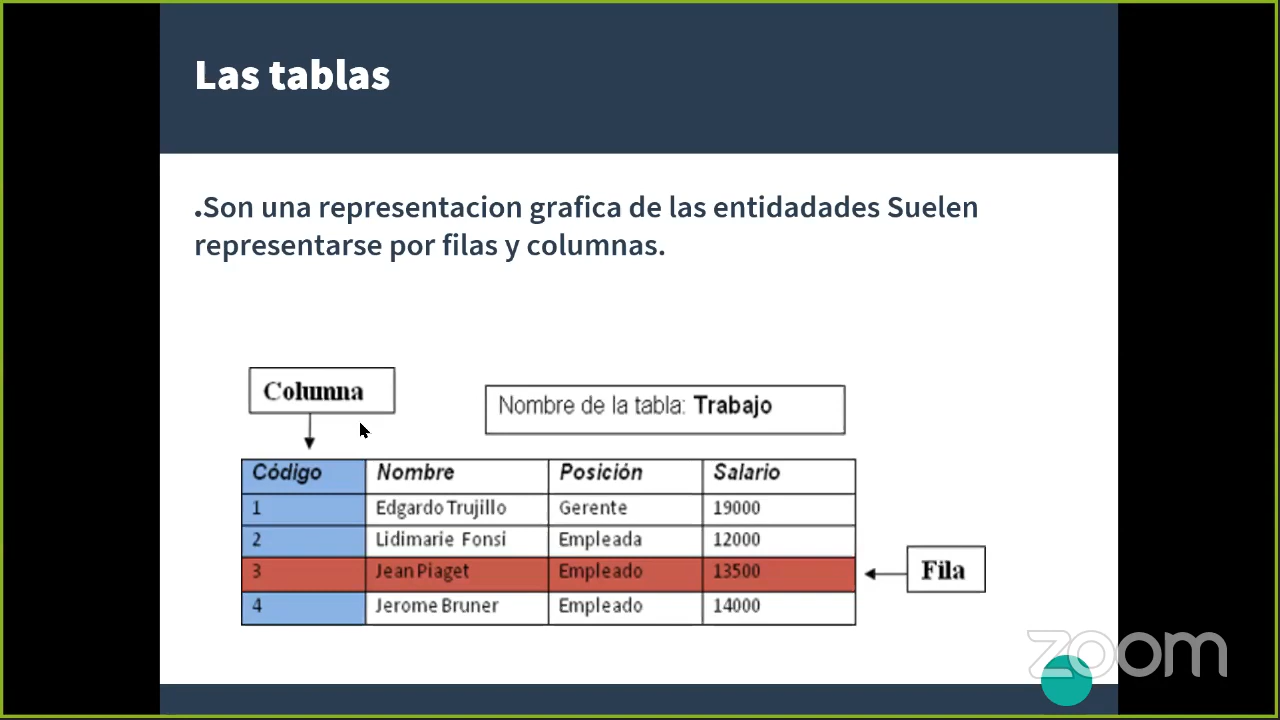 Las tablas
.Son una representacion grafica de las entidadades Suelen
representarse por filas y columnas.
Columna
Nombre de la tabla: Trabajo
Código Nombre Posición Salario
1 Edgardo Trujillo Gerente 19000
2 Lidimarie Fonsi Empleada 12000
3 Jean Piaget Empleado 13500
Fila
4 Jerome Bruner Empleado 14000
zoom